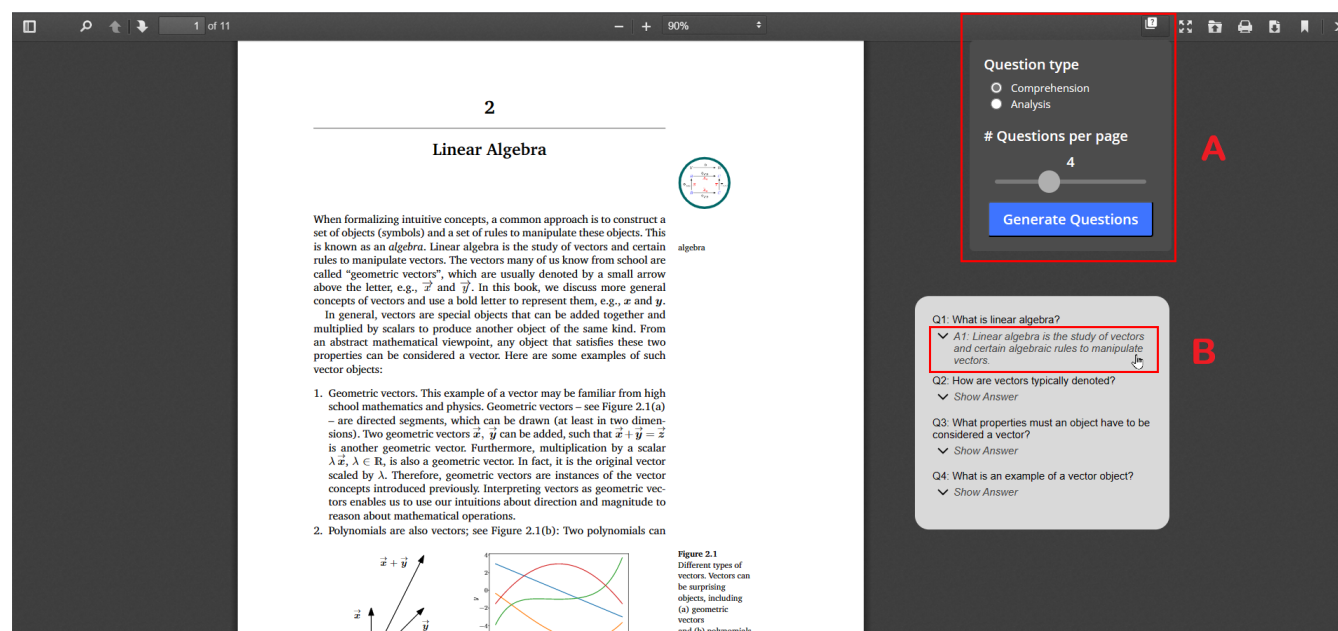 1 of 11
90%
2
Linear Algebra
When formalizing intuitive concepts, a common approach is to construct a
set of objects (symbols) and a set of rules to manipulate these objects. This
is known as an algebra. Linear algebra is the study of vectors and certain
rules to manipulate vectors. The vectors many of us know from school are
called “geometric vectors”, which are usually denoted by a small arrow
above the letter, e.g., x⃗ and y⃗. In this book, we discuss more general
concepts of vectors and use a bold letter to represent them, e.g., x and y.
In general, vectors are special objects that can be added together and
multiplied by scalars to produce another object of the same kind. From
an abstract mathematical viewpoint, any object that satisfies these two
properties can be considered a vector. Here are some examples of such
vector objects:
1. Geometric vectors. This example of a vector may be familiar from high
school mathematics and physics. Geometric vectors – see Figure 2.1(a)
– are directed segments, which can be drawn (at least in two dimen-
sions). Two geometric vectors x⃗, y⃗ can be added, such that x⃗ + y⃗ = z⃗
is another geometric vector. Furthermore, multiplication by a scalar
λx⃗, λ ∈ ℝ, is also a geometric vector. In fact, it is the original vector
scaled by λ. Therefore, geometric vectors are instances of the vector
concepts introduced previously. Interpreting vectors as geometric vec-
tors enables us to use our intuitions about direction and magnitude to
reason about mathematical operations.
2. Polynomials are also vectors; see Figure 2.1(b): Two polynomials can
algebra
x⃗ + y⃗
x⃗
y⃗
4
2
0
−2
−4
y
Figure 2.1
Different types of
vectors. Vectors can
be surprising
objects, including
(a) geometric
vectors
and (b) polynomials
Question type
Comprehension
Analysis
# Questions per page
4
Generate Questions
A
Q1: What is linear algebra?
A1: Linear algebra is the study of vectors
and certain algebraic rules to manipulate
vectors.
B
Q2: How are vectors typically denoted?
Show Answer
Q3: What properties must an object have to be
considered a vector?
Show Answer
Q4: What is an example of a vector object?
Show Answer